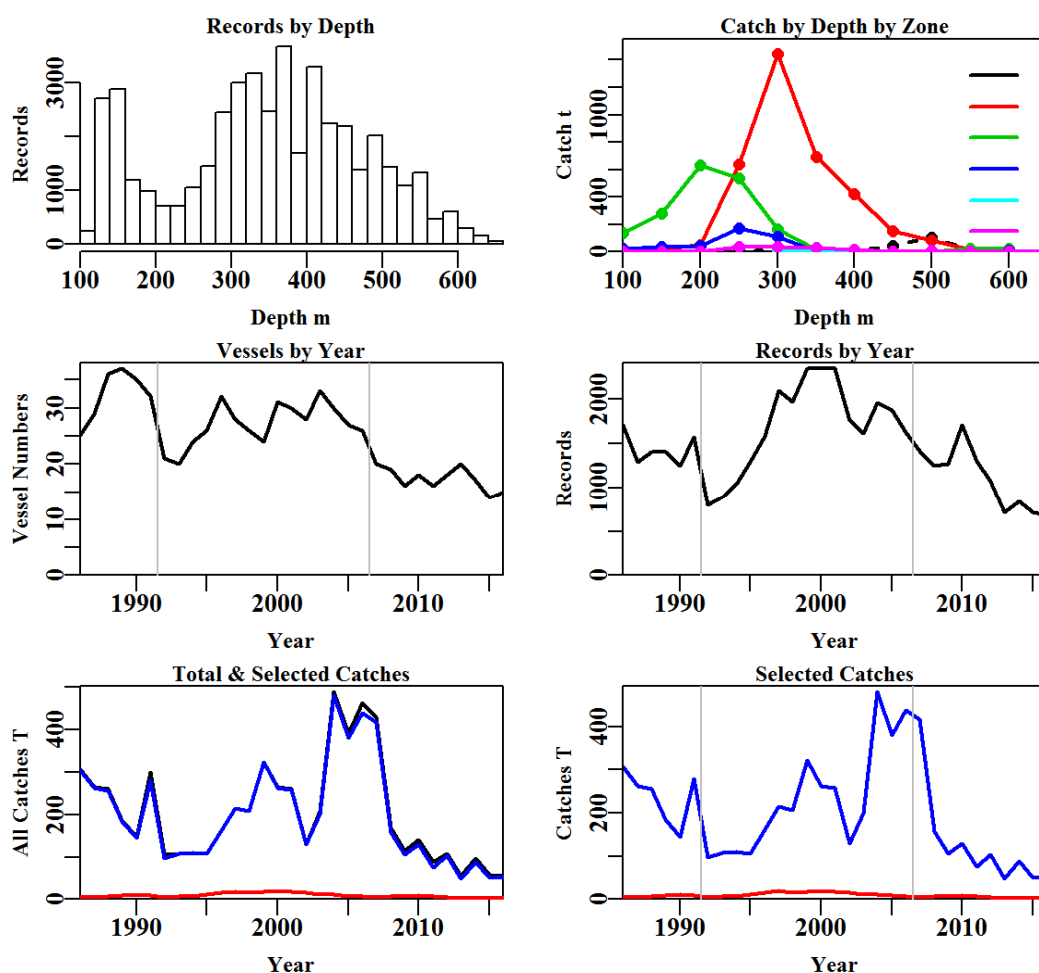 Records by Depth
Records
0 1000 3000
100 200 300 400 500 600
Depth m
Catch by Depth by Zone
Catch t
0 400 1000
100 200 300 400 500 600
Depth m
Vessels by Year
Vessel Numbers
0 10 20 30
1990 2000 2010
Year
Records by Year
Records
0 1000 2000
1990 2000 2010
Year
Total & Selected Catches
All Catches T
0 200 400
1990 2000 2010
Year
Selected Catches
Catches T
0 200 400
1990 2000 2010
Year